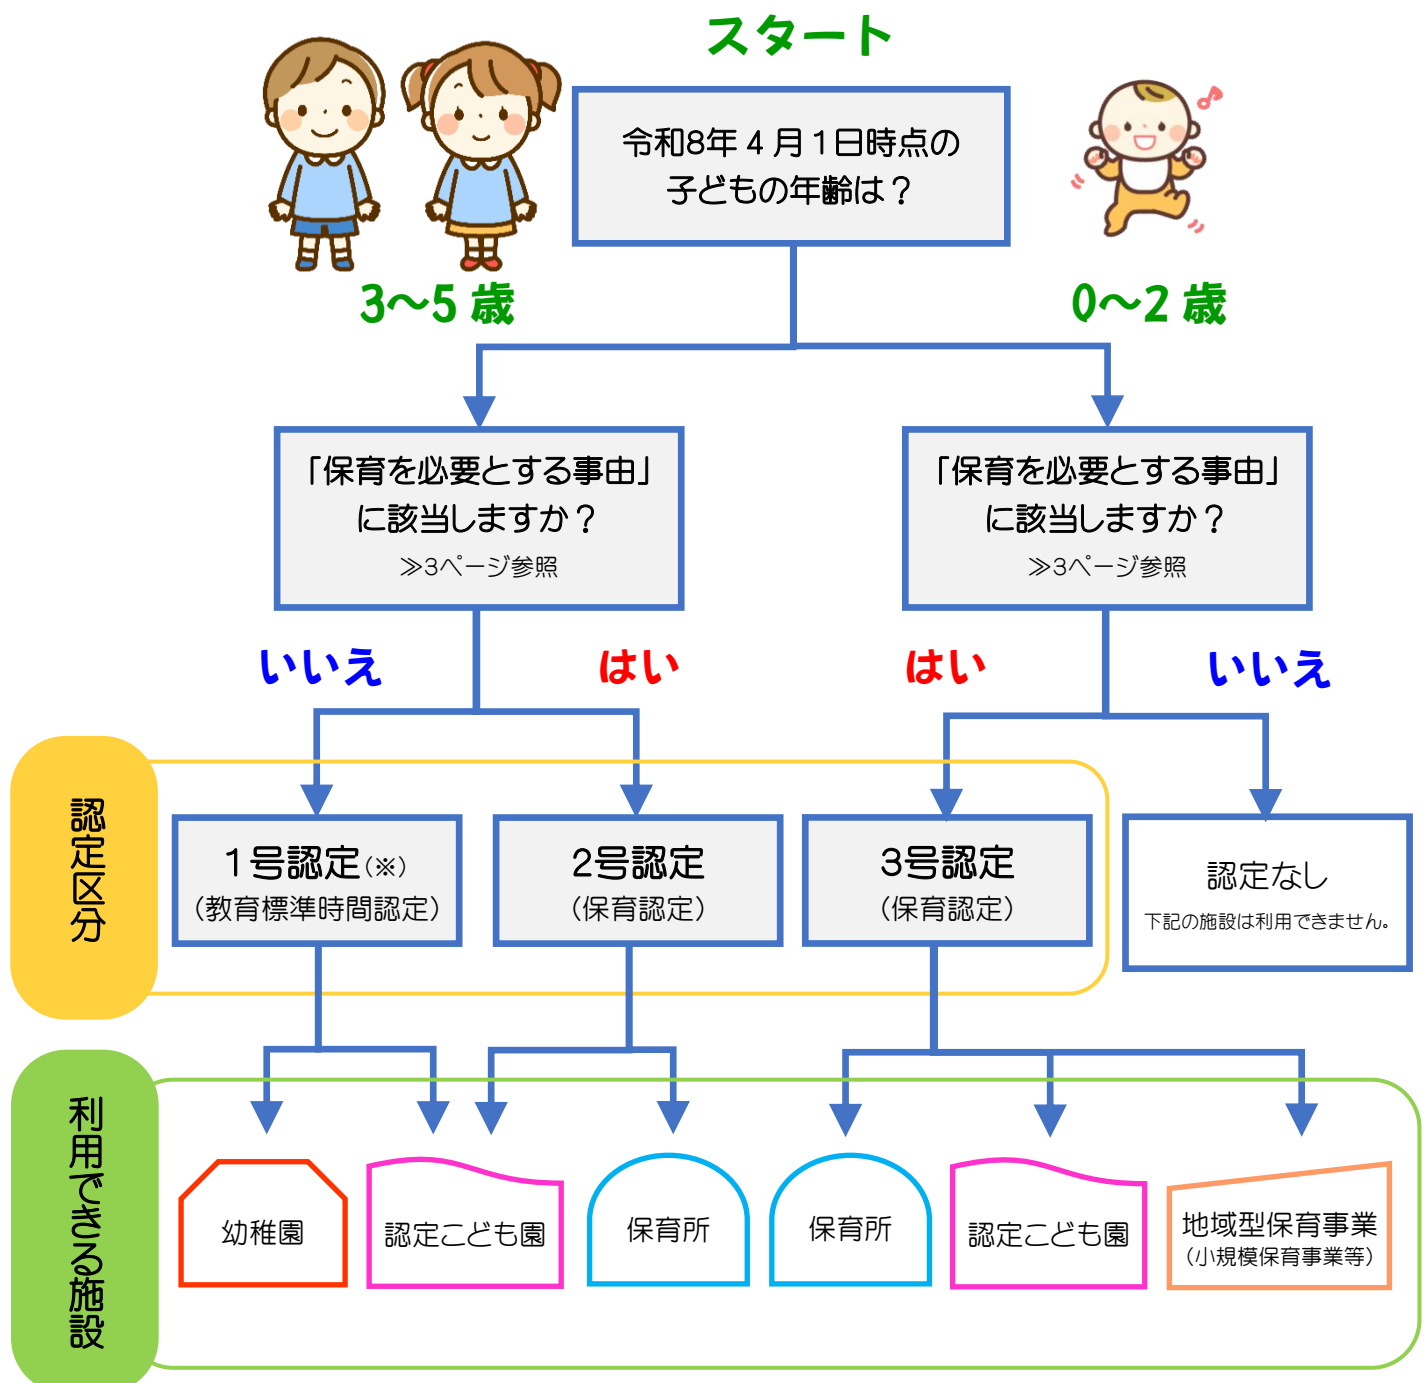 スタート
令和8年４月１日時点の
子どもの年齢は？
3～5 歳
0～2 歳
「保育を必要とする事由」
に該当しますか？
≫3ページ参照
「保育を必要とする事由」
に該当しますか？
≫3ページ参照
いいえ
はい
はい
いいえ
認定区分
１号認定（※）
（教育標準時間認定）
2号認定
（保育認定）
3号認定
（保育認定）
認定なし
下記の施設は利用できません。
利用できる施設
幼稚園
認定こども園
保育所
保育所
認定こども園
地域型保育事業
（小規模保育事業等）